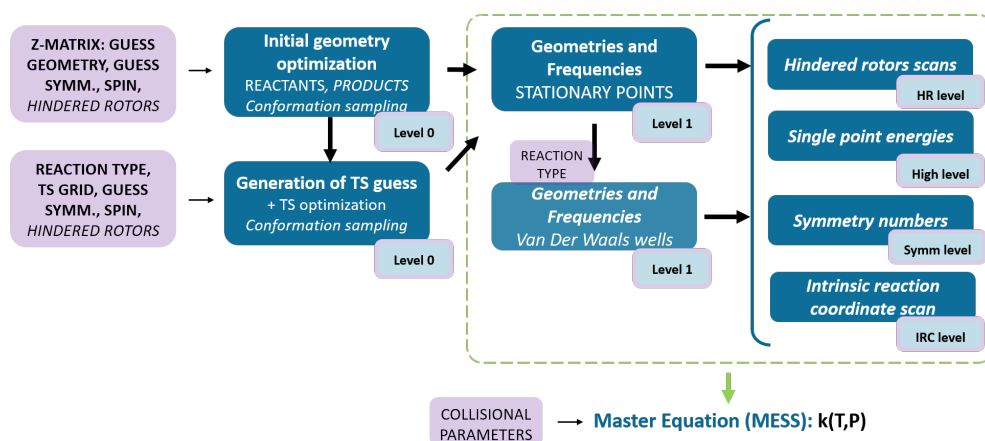 Z-MATRIX: GUESS
GEOMETRY, GUESS
SYMM., SPIN,
HINDERED ROTORS
Initial geometry
optimization
REACTANTS, PRODUCTS
Conformation sampling
Level 0
REACTION TYPE,
TS GRID, GUESS
SYMM., SPIN,
HINDERED ROTORS
Generation of TS guess
+ TS optimization
Conformation sampling
Level 0
Geometries and
Frequencies
STATIONARY POINTS
Level 1
REACTION
TYPE
Geometries and
Frequencies
Van Der Waals wells
Level 1
Hindered rotors scans
HR level
Single point energies
High level
Symmetry numbers
Symm level
Intrinsic reaction
coordinate scan
IRC level
COLLISIONAL
PARAMETERS
Master Equation (MESS): k(T,P)